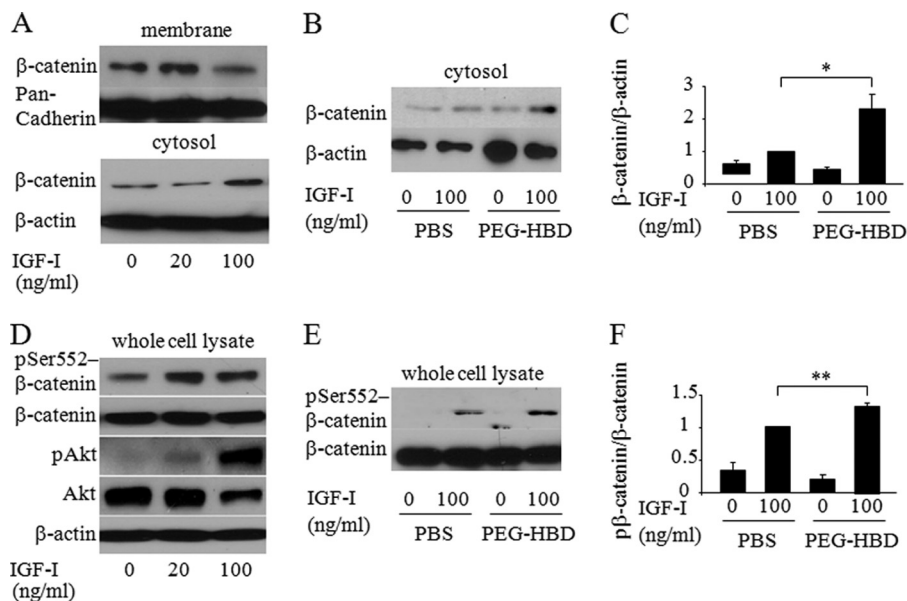 A
membrane
β-catenin
Pan-
Cadherin
cytosol
β-catenin
β-actin
IGF-I
(ng/ml)
0 20 100
B
cytosol
β-catenin
β-actin
IGF-I
(ng/ml)
0 100 0 100
PBS PEG-HBD
C
β-catenin/β-actin
3
2
1
0
*
IGF-I
(ng/ml)
0 100 0 100
PBS PEG-HBD
D
whole cell lysate
pSer552–
β-catenin
β-catenin
pAkt
Akt
β-actin
IGF-I
(ng/ml)
0 20 100
E
whole cell lysate
pSer552–
β-catenin
β-catenin
IGF-I
(ng/ml)
0 100 0 100
PBS PEG-HBD
F
pβ-catenin/β-catenin
1.5
1
0.5
0
**
IGF-I
(ng/ml)
0 100 0 100
PBS PEG-HBD